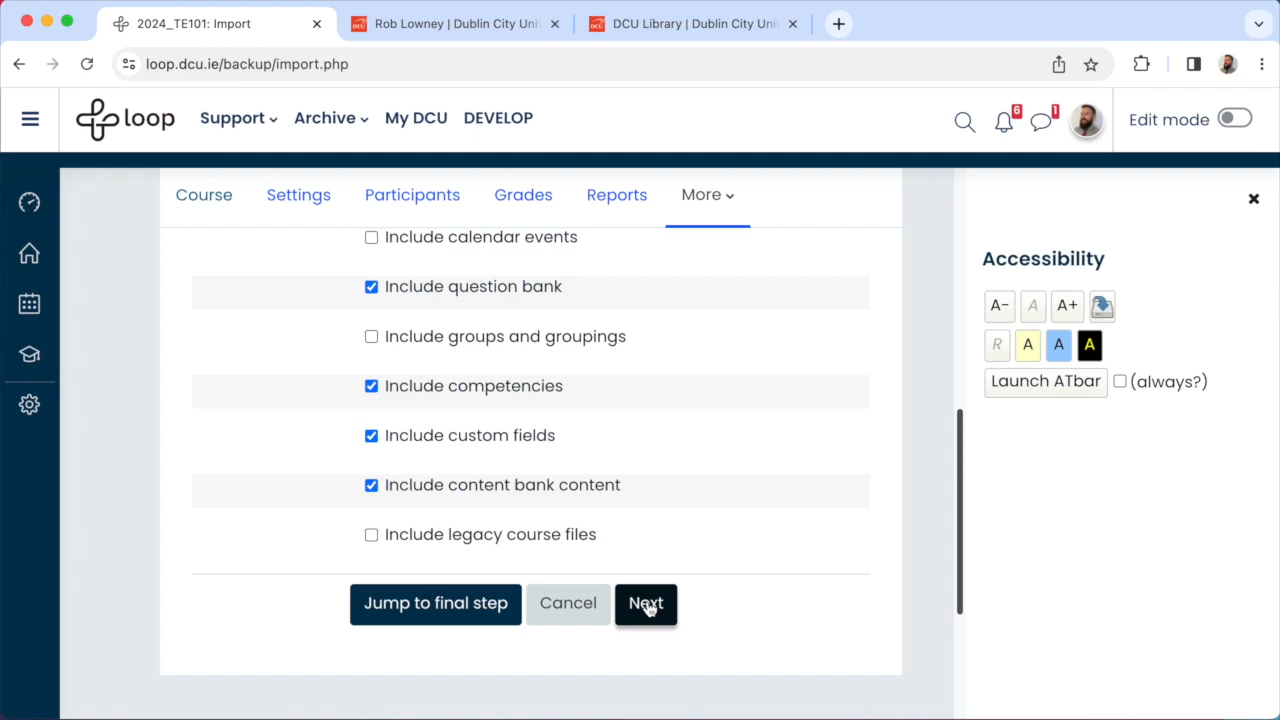 2024_TE101: Import
Rob Lowney | Dublin City Uni
DCU Library | Dublin City Uni
loop.dcu.ie/backup/import.php
loop
Support
Archive
My DCU
DEVELOP
6
1
Edit mode
Course
Settings
Participants
Grades
Reports
More
Include calendar events
Include question bank
Include groups and groupings
Include competencies
Include custom fields
Include content bank content
Include legacy course files
Jump to final step
Cancel
Next
Accessibility
A-
A
A+
R
A
A
A
Launch ATbar
(always?)